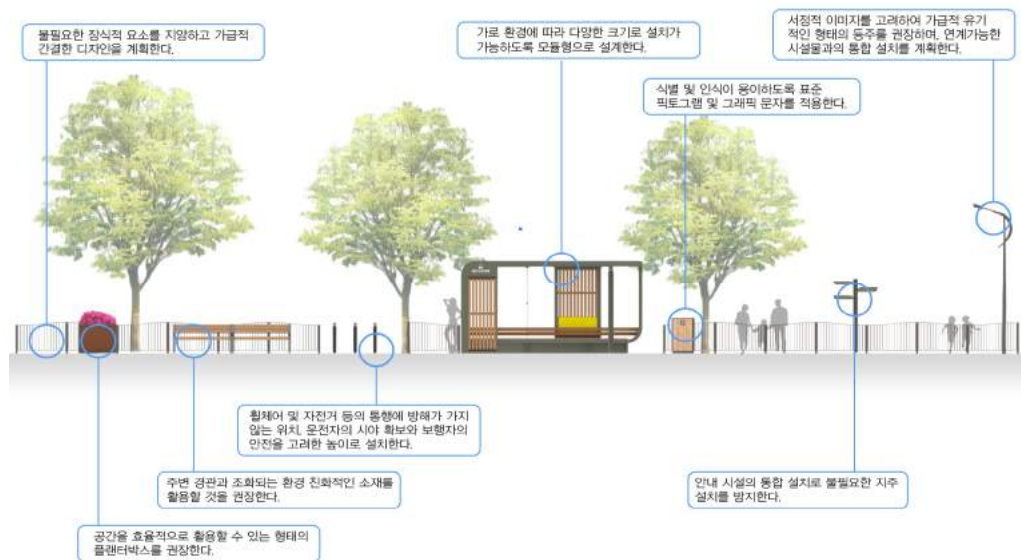 불필요한 장식적 요소를 지양하고 가급적
간결한 디자인을 계획한다.
가로 환경에 따라 다양한 크기로 설치가
가능하도록 모듈형으로 설계한다.
서정적 이미지를 고려하여 가급적 유기
적인 형태의 등주를 권장하며, 연계가능한
시설물과의 통합 설치를 계획한다.
식별 및 인식이 용이하도록 표준
픽토그램 및 그래픽 문자를 적용한다.
휠체어 및 자전거 등의 통행에 방해가 가지
않는 위치, 운전자의 시야 확보와 보행자의
안전을 고려한 높이로 설치한다.
주변 경관과 조화되는 환경 친화적인 소재를
활용할 것을 권장한다.
안내 시설의 통합 설치로 불필요한 지주
설치를 방지한다.
공간을 효율적으로 활용할 수 있는 형태의
플랜터박스를 권장한다.